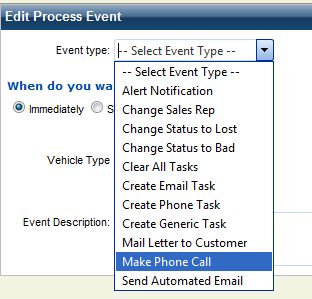 Edit Process Event
Event type: -- Select Event Type --
-- Select Event Type --
When do you wa
Alert Notification
Immediately S
Change Sales Rep
Change Status to Lost
Change Status to Bad
Vehicle Type
Clear All Tasks
Create Email Task
Create Phone Task
Event Description:
Create Generic Task
Mail Letter to Customer
Make Phone Call
Send Automated Email